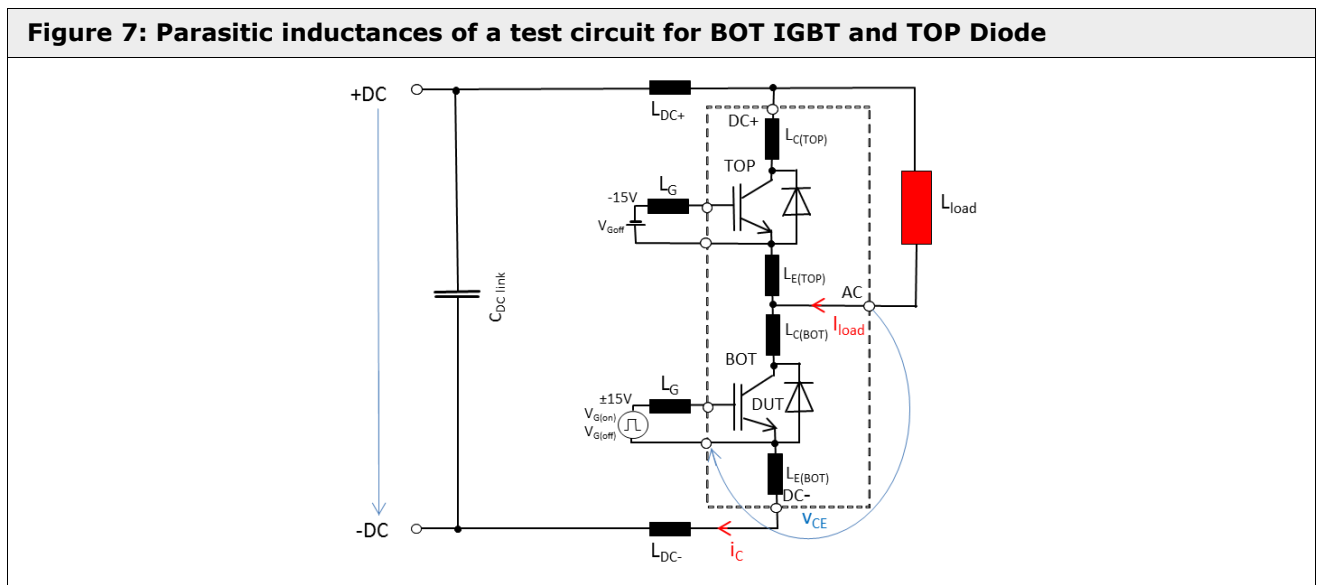 Figure 7: Parasitic inductances of a test circuit for BOT IGBT and TOP Diode
+DC
LDC+
DC+
LC(TOP)
TOP
LG
-15V
VGoff
Lload
LE(TOP)
CDC link
AC
Iload
LC(BOT)
BOT
LG
±15V
VG(on)
VG(off)
DUT
LE(BOT)
DC-
vCE
-DC
LDC-
iC